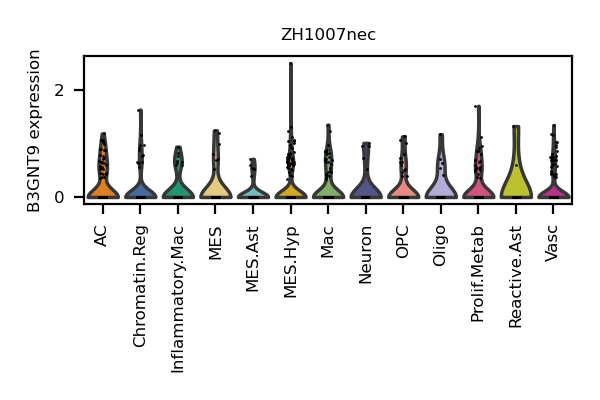 ZH1007nec
B3GNT9 expression
2
0
AC
Chromatin.Reg
Inflammatory.Mac
MES
MES.Ast
MES.Hyp
Mac
Neuron
OPC
Oligo
Prolif.Metab
Reactive.Ast
Vasc